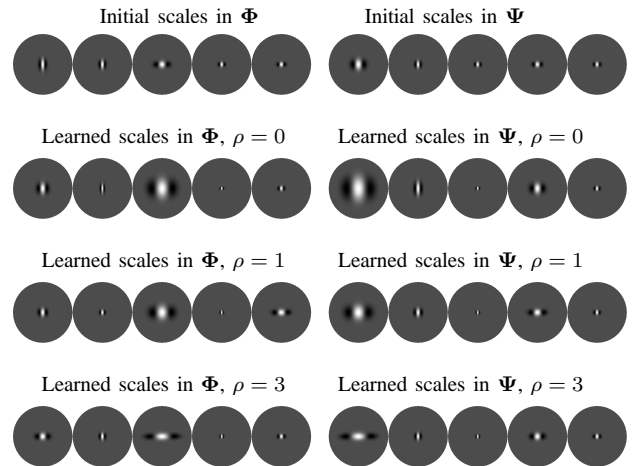 Initial scales in Φ
Initial scales in Ψ
Learned scales in Φ, ρ = 0
Learned scales in Ψ, ρ = 0
Learned scales in Φ, ρ = 1
Learned scales in Ψ, ρ = 1
Learned scales in Φ, ρ = 3
Learned scales in Ψ, ρ = 3